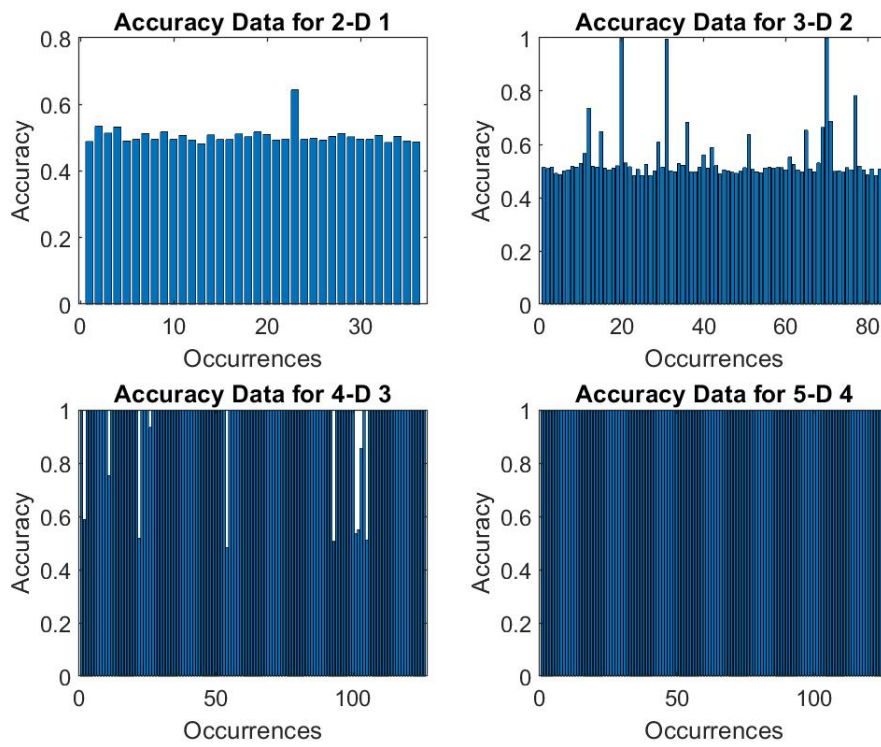 Accuracy Data for 2-D 1
0.8
0.6
0.4
0.2
0
Accuracy
0 10 20 30
Occurrences
Accuracy Data for 3-D 2
1
0.8
0.6
0.4
0.2
0
Accuracy
0 20 40 60 80
Occurrences
Accuracy Data for 4-D 3
1
0.8
0.6
0.4
0.2
0
Accuracy
0 50 100
Occurrences
Accuracy Data for 5-D 4
1
0.8
0.6
0.4
0.2
0
Accuracy
0 50 100
Occurrences